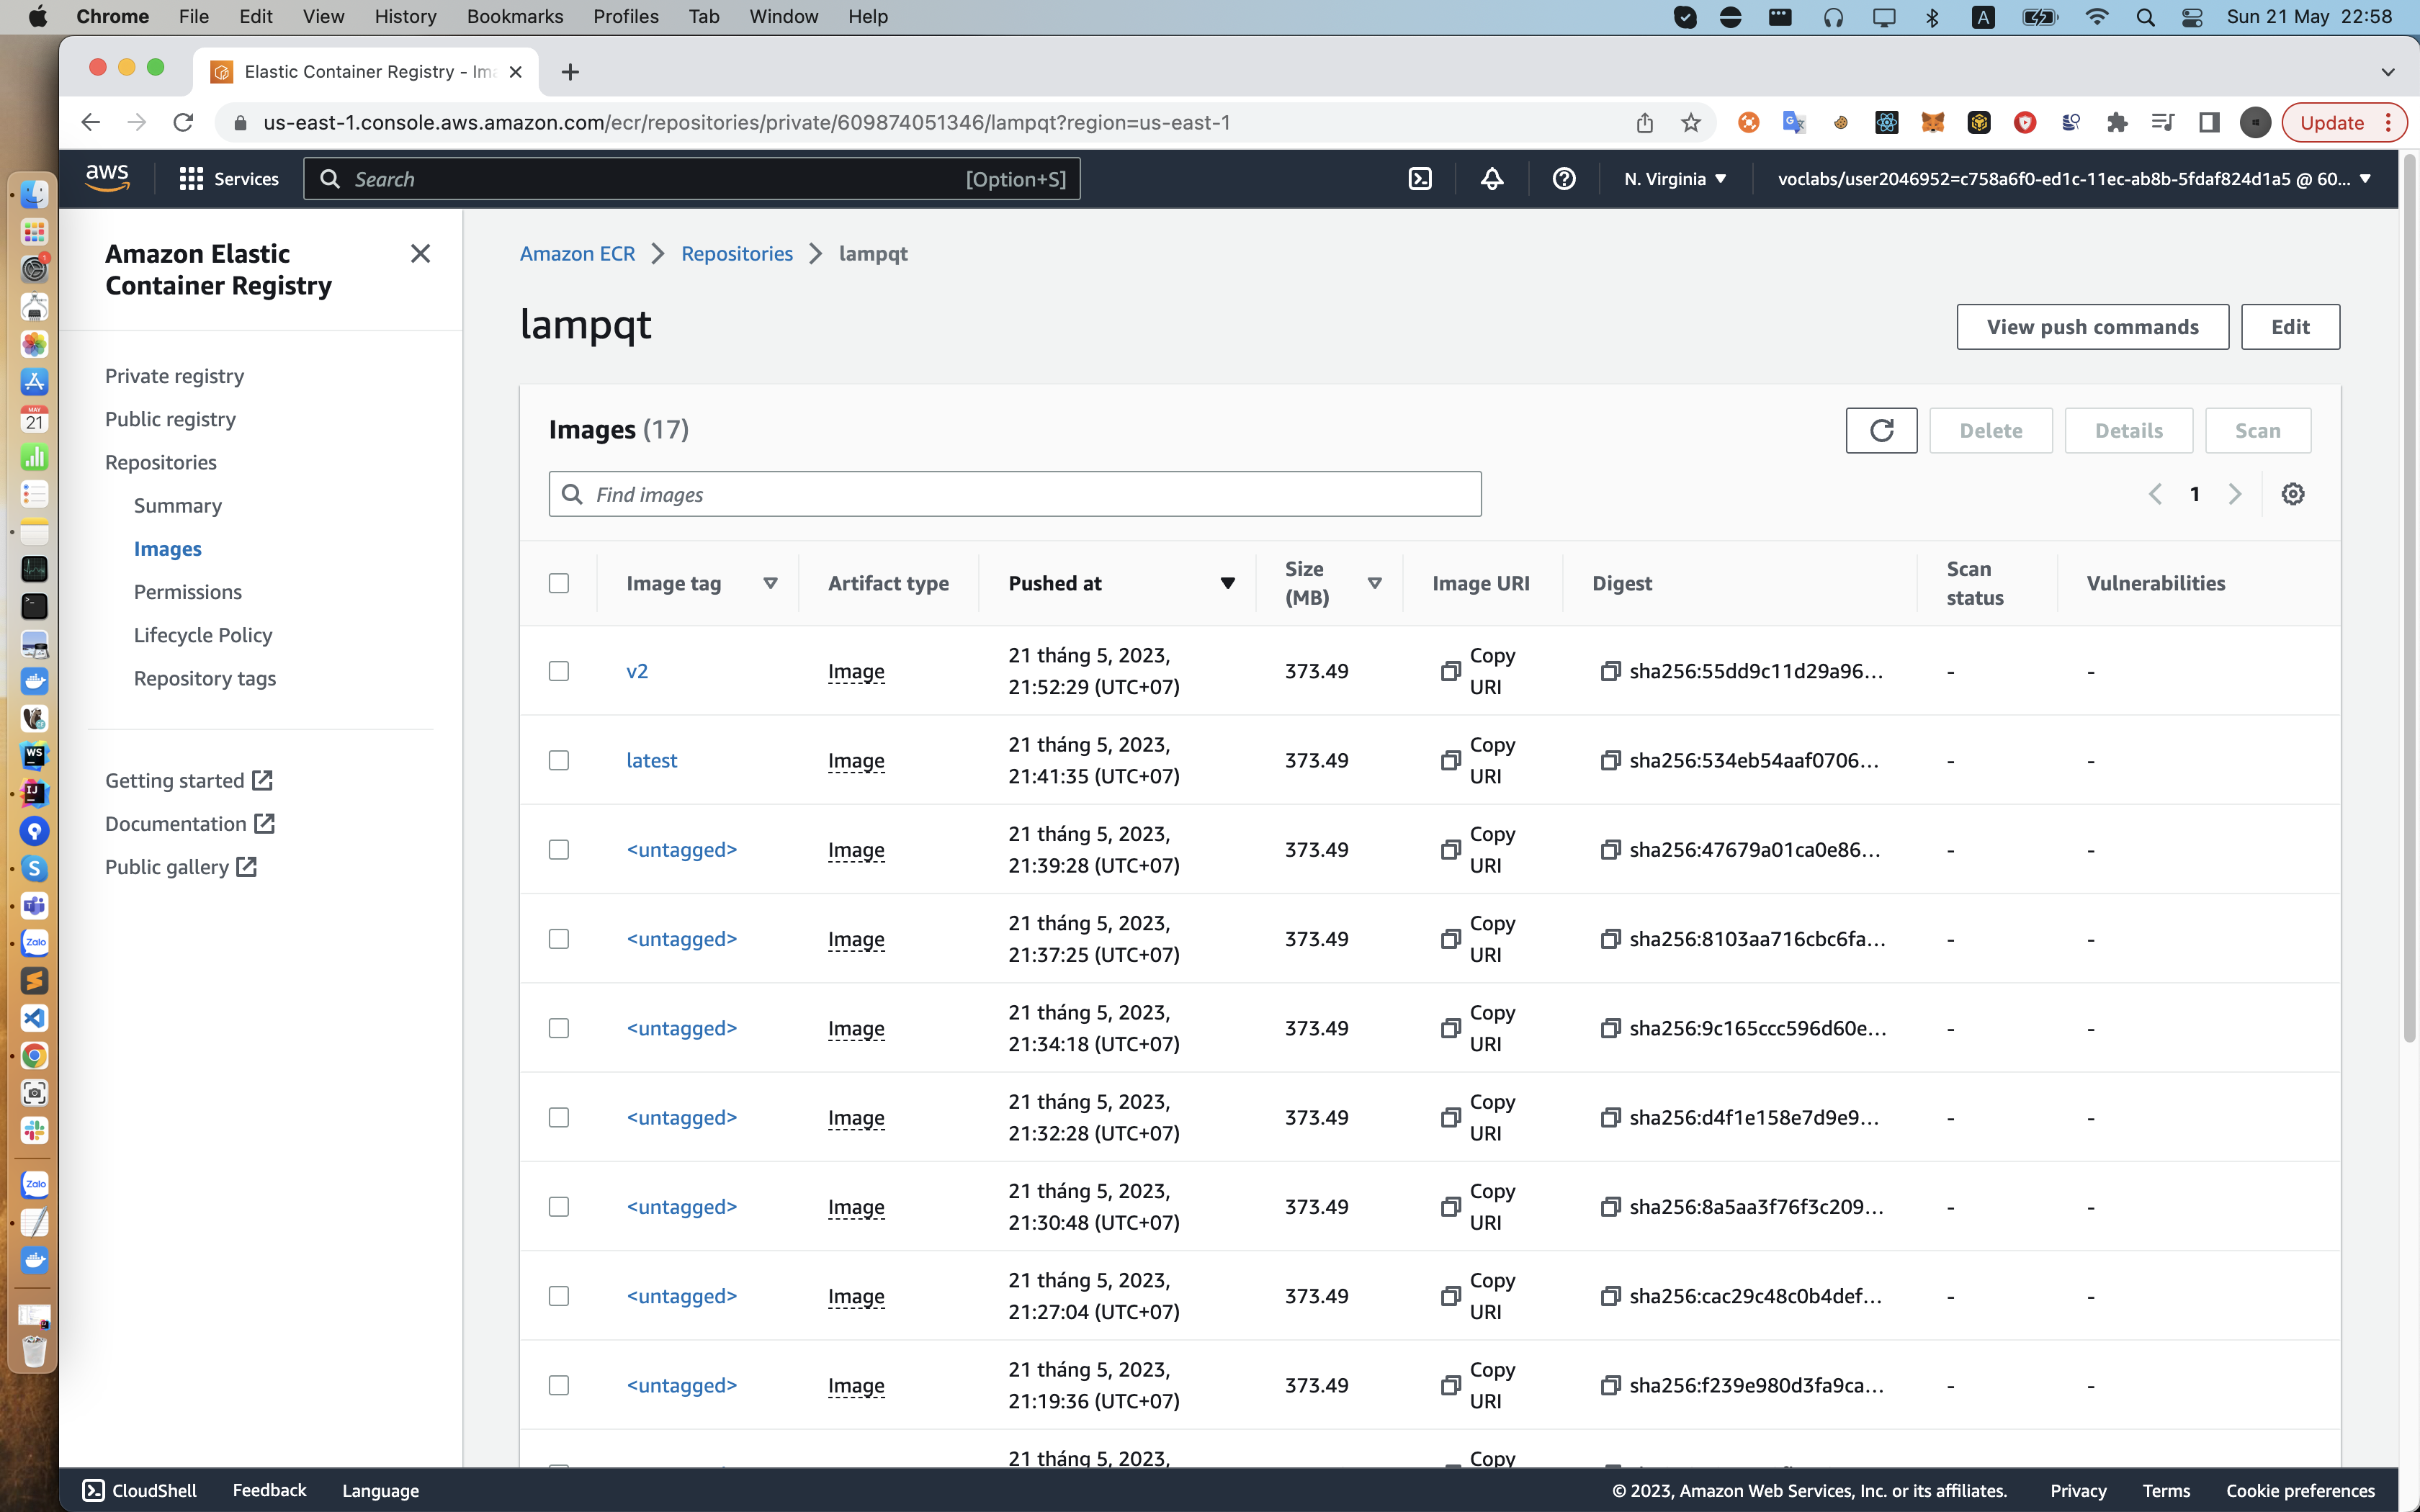 Chrome File Edit View History Bookmarks Profiles Tab Window Help A Sun 21 May 22:58
Elastic Container Registry - Im
us-east-1.console.aws.amazon.com/ecr/repositories/private/609874051346/lampqt?region=us-east-1 Update
aws Services Search [Option+S] N. Virginia voclabs/user2046952=c758a6f0-ed1c-11ec-ab8b-5fdaf824d1a5 @ 60...
Amazon Elastic
Container Registry
Private registry
Public registry
Repositories
Summary
Images
Permissions
Lifecycle Policy
Repository tags
Getting started
Documentation
Public gallery
Amazon ECR Repositories lampqt
lampqt
View push commands Edit
Images (17)
Delete Details Scan
Find images
1
Image tag Artifact type Pushed at Size (MB) Image URI Digest Scan status Vulnerabilities
v2 Image 21 tháng 5, 2023, 21:52:29 (UTC+07) 373.49 Copy URI sha256:55dd9c11d29a96... - -
latest Image 21 tháng 5, 2023, 21:41:35 (UTC+07) 373.49 Copy URI sha256:534eb54aaf0706... - -
<untagged> Image 21 tháng 5, 2023, 21:39:28 (UTC+07) 373.49 Copy URI sha256:47679a01ca0e86... - -
<untagged> Image 21 tháng 5, 2023, 21:37:25 (UTC+07) 373.49 Copy URI sha256:8103aa716cbc6fa... - -
<untagged> Image 21 tháng 5, 2023, 21:34:18 (UTC+07) 373.49 Copy URI sha256:9c165ccc596d60e... - -
<untagged> Image 21 tháng 5, 2023, 21:32:28 (UTC+07) 373.49 Copy URI sha256:d4f1e158e7d9e9... - -
<untagged> Image 21 tháng 5, 2023, 21:30:48 (UTC+07) 373.49 Copy URI sha256:8a5aa3f76f3c209... - -
<untagged> Image 21 tháng 5, 2023, 21:27:04 (UTC+07) 373.49 Copy URI sha256:cac29c48c0b4def... - -
<untagged> Image 21 tháng 5, 2023, 21:19:36 (UTC+07) 373.49 Copy URI sha256:f239e980d3fa9ca... - -
21 tháng 5, 2023, Copy
CloudShell Feedback Language © 2023, Amazon Web Services, Inc. or its affiliates. Privacy Terms Cookie preferences
MAY
21
WS
IJ
S
Zalo
Zalo